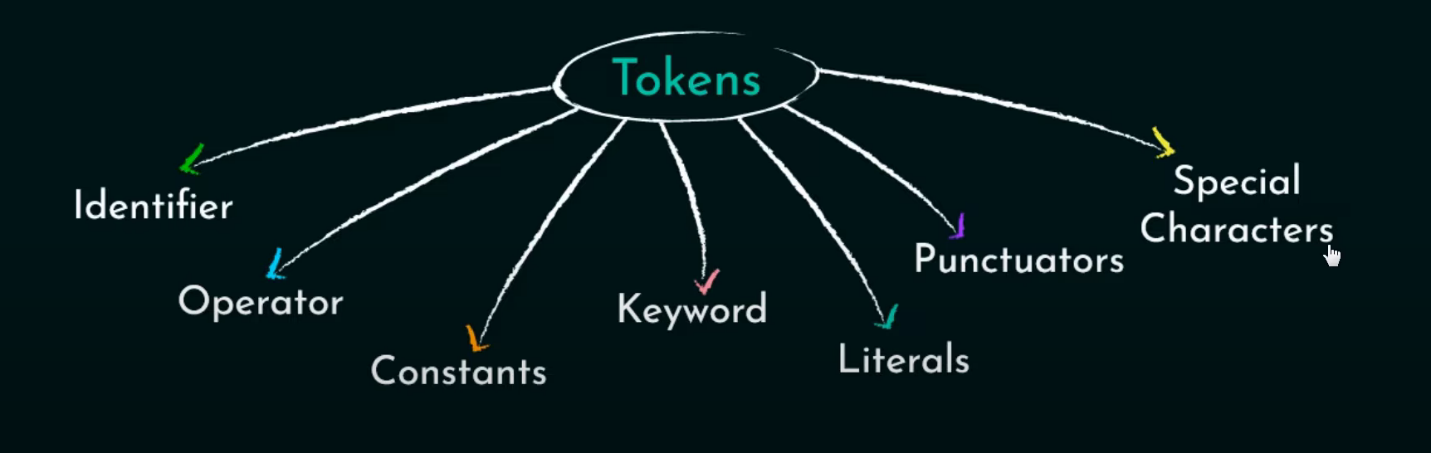 Tokens
Identifier
Operator
Constants
Keyword
Literals
Punctuators
Special
Characters